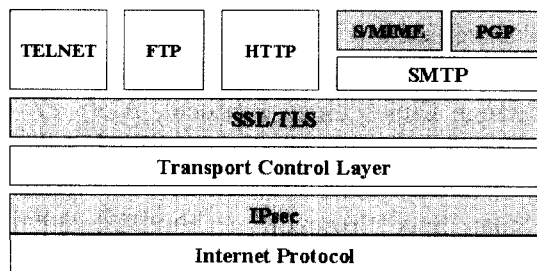 S/MIME PGP
TELNET FTP HTTP
SMTP
SSL/TLS
Transport Control Layer
IPsec
Internet Protocol